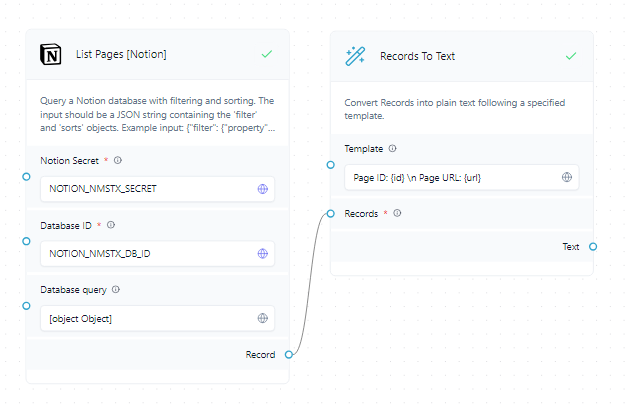 List Pages [Notion]
Query a Notion database with filtering and sorting. The
input should be a JSON string containing the 'filter'
and 'sorts' objects. Example input: {"filter": {"property"...
Notion Secret *
NOTION_NMSTX_SECRET
Database ID *
NOTION_NMSTX_DB_ID
Database query
[object Object]
Record
Records To Text
Convert Records into plain text following a specified
template.
Template
Page ID: {id} \n Page URL: {url}
Records *
Text